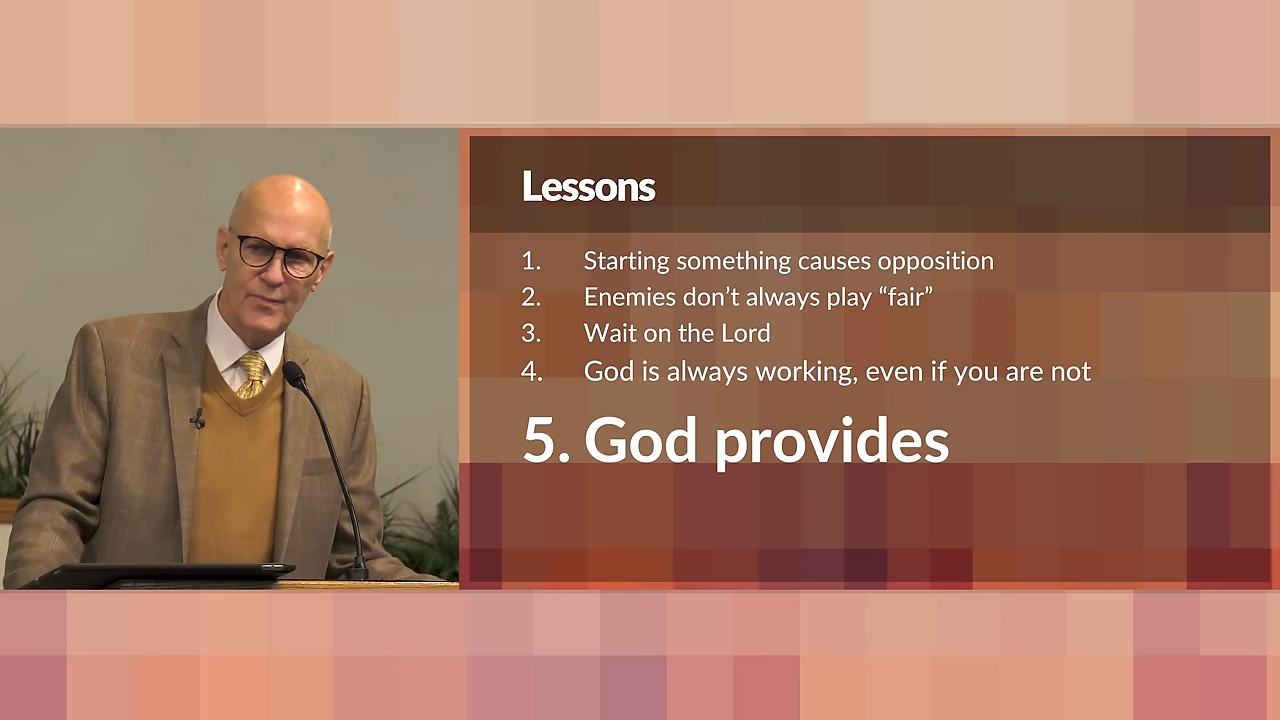 Lessons
1. Starting something causes opposition
2. Enemies don’t always play “fair”
3. Wait on the Lord
4. God is always working, even if you are not
5. God provides